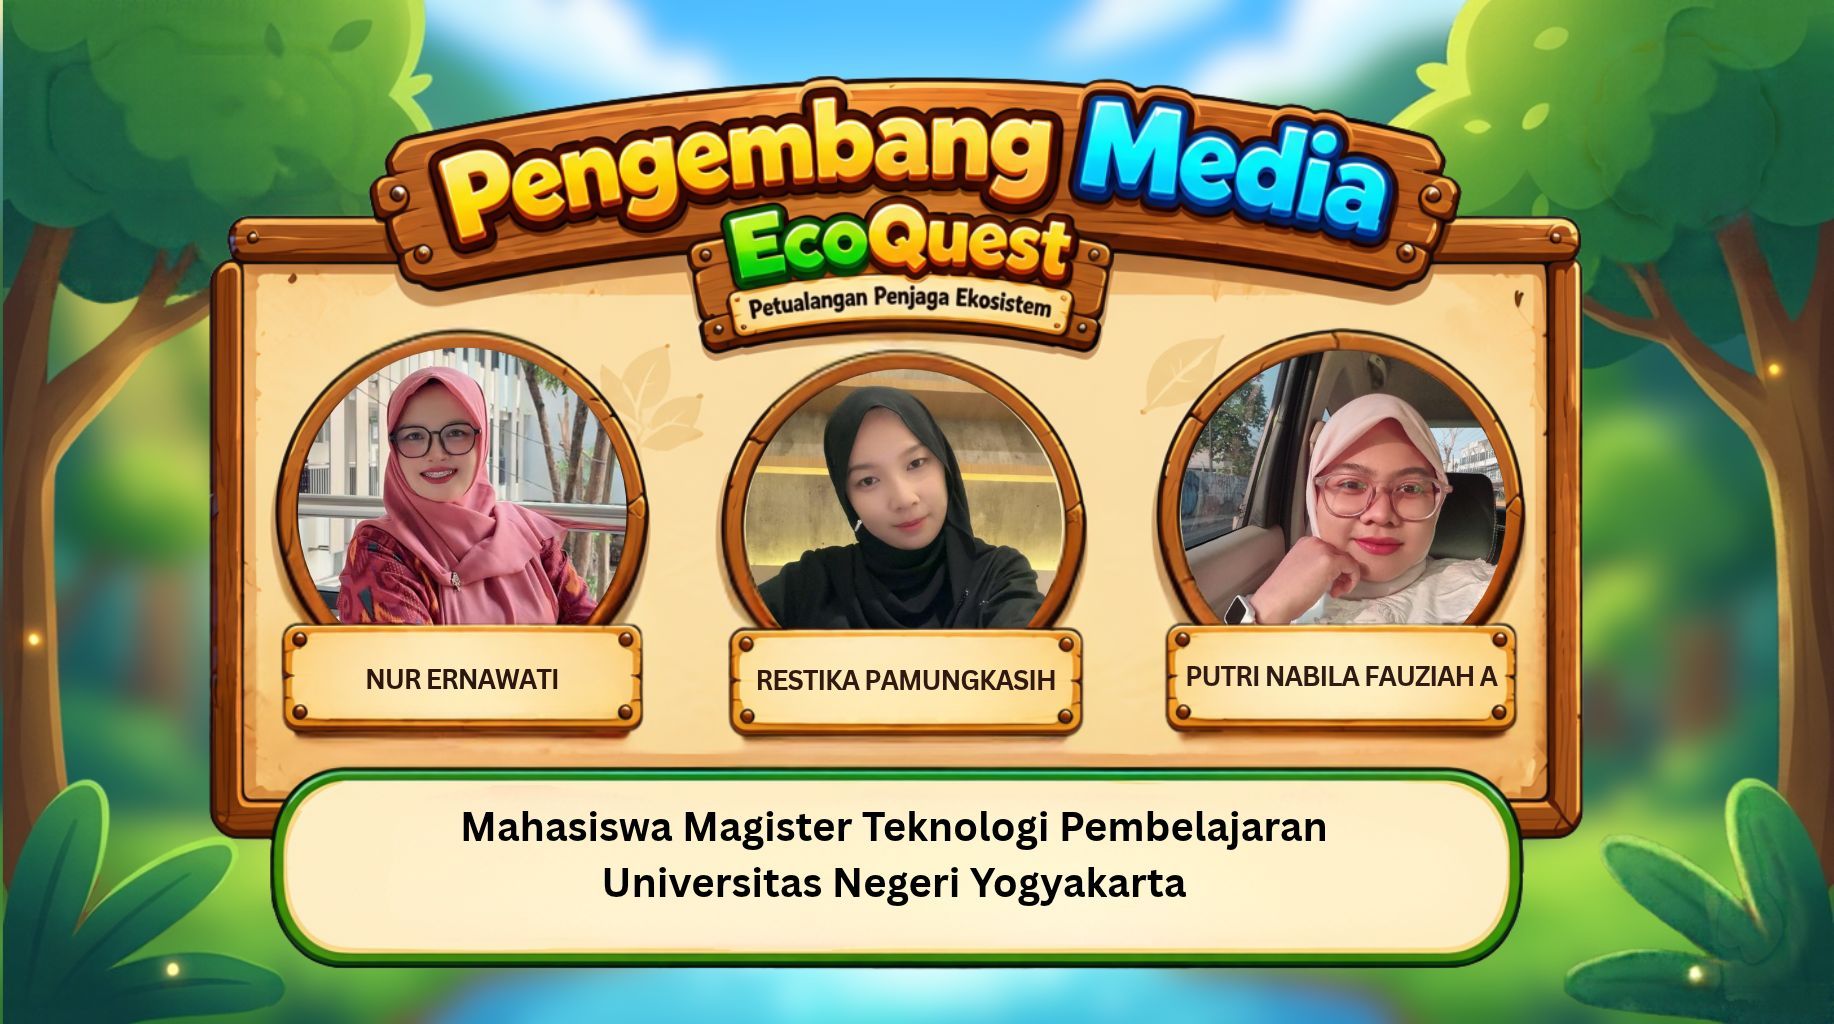 Pengembang Media
EcoQuest
Petualangan Penjaga Ekosistem
NUR ERNAWATI
RESTIKA PAMUNGKASIH
PUTRI NABILA FAUZIAH A
Mahasiswa Magister Teknologi Pembelajaran
Universitas Negeri Yogyakarta